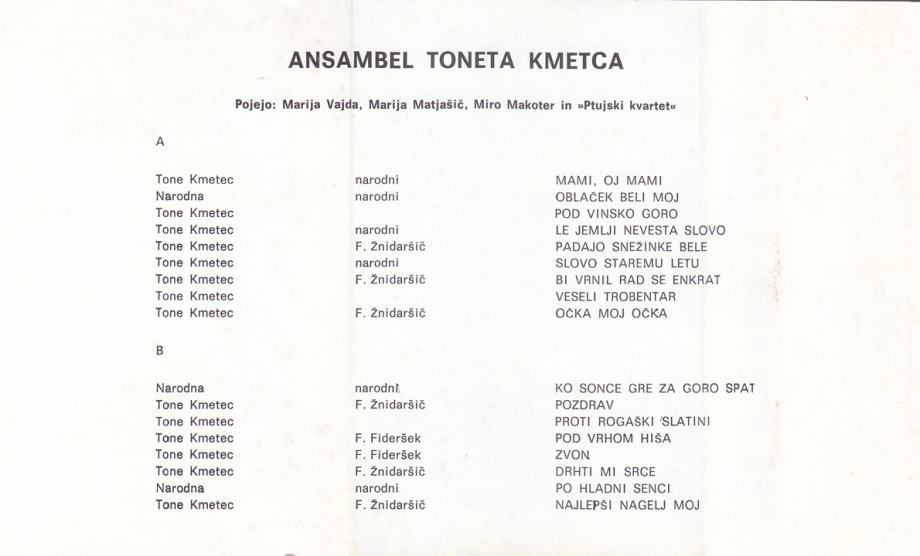 ANSAMBEL TONETA KMETCA
Pojejo: Marija Vajda, Marija Matjašič, Miro Makoter in »Ptujski kvartet«
A
Tone Kmetec narodni MAMI, OJ MAMI
Narodna narodni OBLAČEK BELI MOJ
Tone Kmetec POD VINSKO GORO
Tone Kmetec narodni LE JEMLJI NEVESTA SLOVO
Tone Kmetec F. Žnidaršič PADAJO SNEŽINKE BELE
Tone Kmetec narodni SLOVO STAREMU LETU
Tone Kmetec F. Žnidaršič BI VRNIL RAD SE ENKRAT
Tone Kmetec VESELI TROBENTAR
Tone Kmetec F. Žnidaršič OČKA MOJ OČKA
B
Narodna narodni KO SONCE GRE ZA GORO SPAT
Tone Kmetec F. Žnidaršič POZDRAV
Tone Kmetec PROTI ROGAŠKI SLATINI
Tone Kmetec F. Fideršek POD VRHOM HIŠA
Tone Kmetec F. Fideršek ZVON
Tone Kmetec F. Žnidaršič DRHTI MI SRCE
Narodna narodni PO HLADNI SENCI
Tone Kmetec F. Žnidaršič NAJLEPŠI NAGELJ MOJ